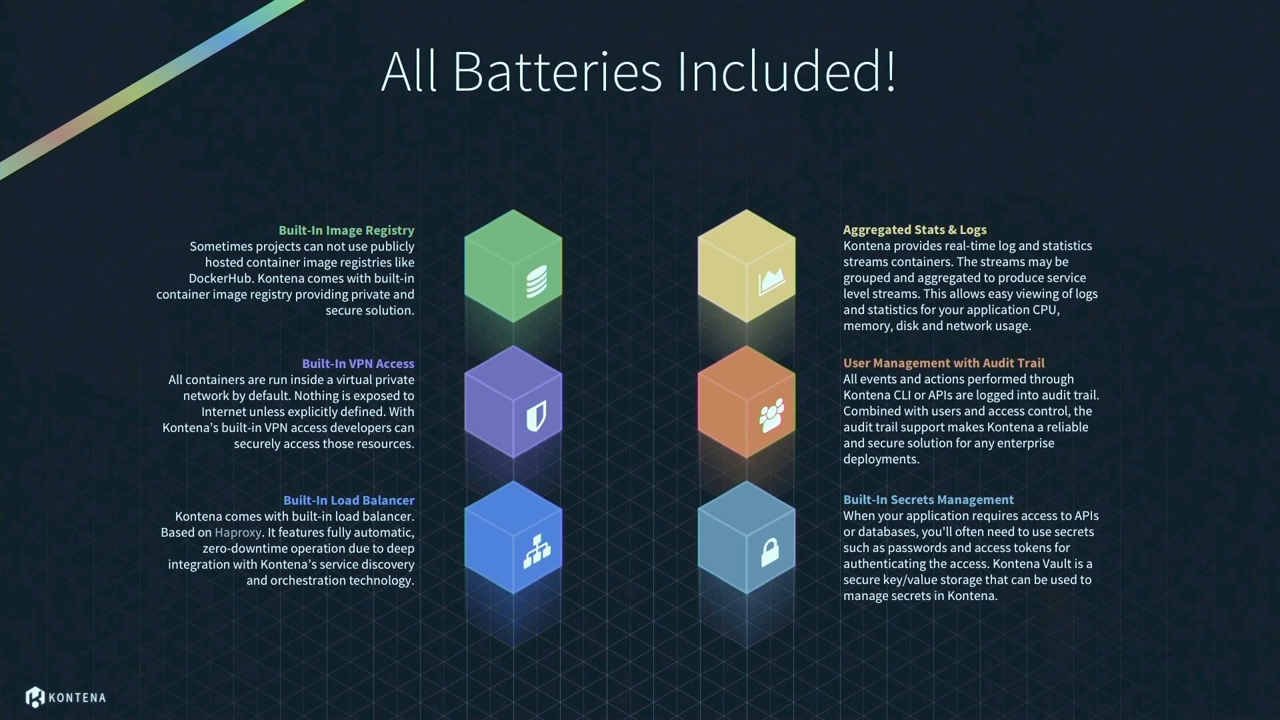 All Batteries Included!
Built-In Image Registry
Sometimes projects can not use publicly
hosted container image registries like
DockerHub. Kontena comes with built-in
container image registry providing private and
secure solution.
Built-In VPN Access
All containers are run inside a virtual private
network by default. Nothing is exposed to
Internet unless explicitly defined. With
Kontena's built-in VPN access developers can
securely access those resources.
Built-In Load Balancer
Kontena comes with built-in load balancer.
Based on Haproxy. It features fully automatic,
zero-downtime operation due to deep
integration with Kontena's service discovery
and orchestration technology.
Aggregated Stats & Logs
Kontena provides real-time log and statistics
streams containers. The streams may be
grouped and aggregated to produce service
level streams. This allows easy viewing of logs
and statistics for your application CPU,
memory, disk and network usage.
User Management with Audit Trail
All events and actions performed through
Kontena CLI or APIs are logged into audit trail.
Combined with users and access control, the
audit trail support makes Kontena a reliable
and secure solution for any enterprise
deployments.
Built-In Secrets Management
When your application requires access to APIs
or databases, you'll often need to use secrets
such as passwords and access tokens for
authenticating the access. Kontena Vault is a
secure key/value storage that can be used to
manage secrets in Kontena.
KONTENA